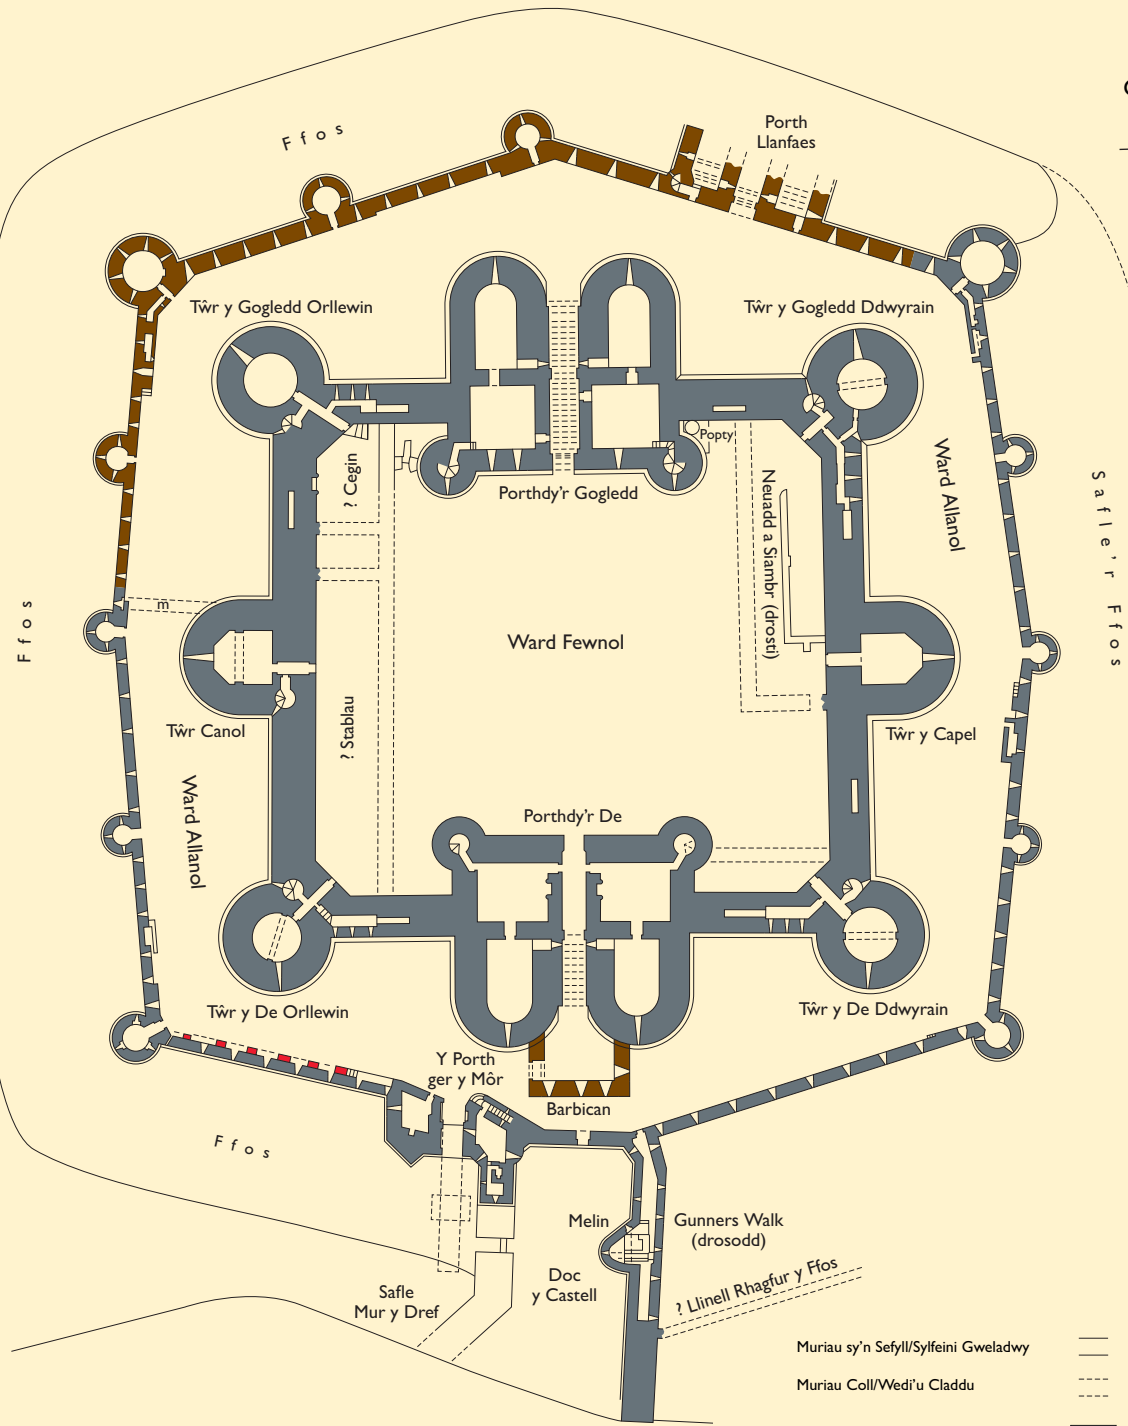 Ffos
Porth
Llanfaes
Tŵr y Gogledd Orllewin
Tŵr y Gogledd Ddwyrain
Popty
? Cegin
Porthdy'r Gogledd
Neuadd a Siambr (drosti)
Ward Allanol
Safle'r Ffos
Ffos
m
Ward Fewnol
Tŵr Canol
? Stablau
Tŵr y Capel
Ward Allanol
Porthdy'r De
Tŵr y De Orllewin
Tŵr y De Ddwyrain
Y Porth
ger y Môr
Barbican
Ffos
Melin
Gunners Walk
(drosodd)
Doc
y Castell
Safle
Mur y Dref
? Llinell Rhagfur y Ffos
Muriau sy'n Sefyll/Sylfeini Gweladwy
Muriau Coll/Wedi'u Claddu